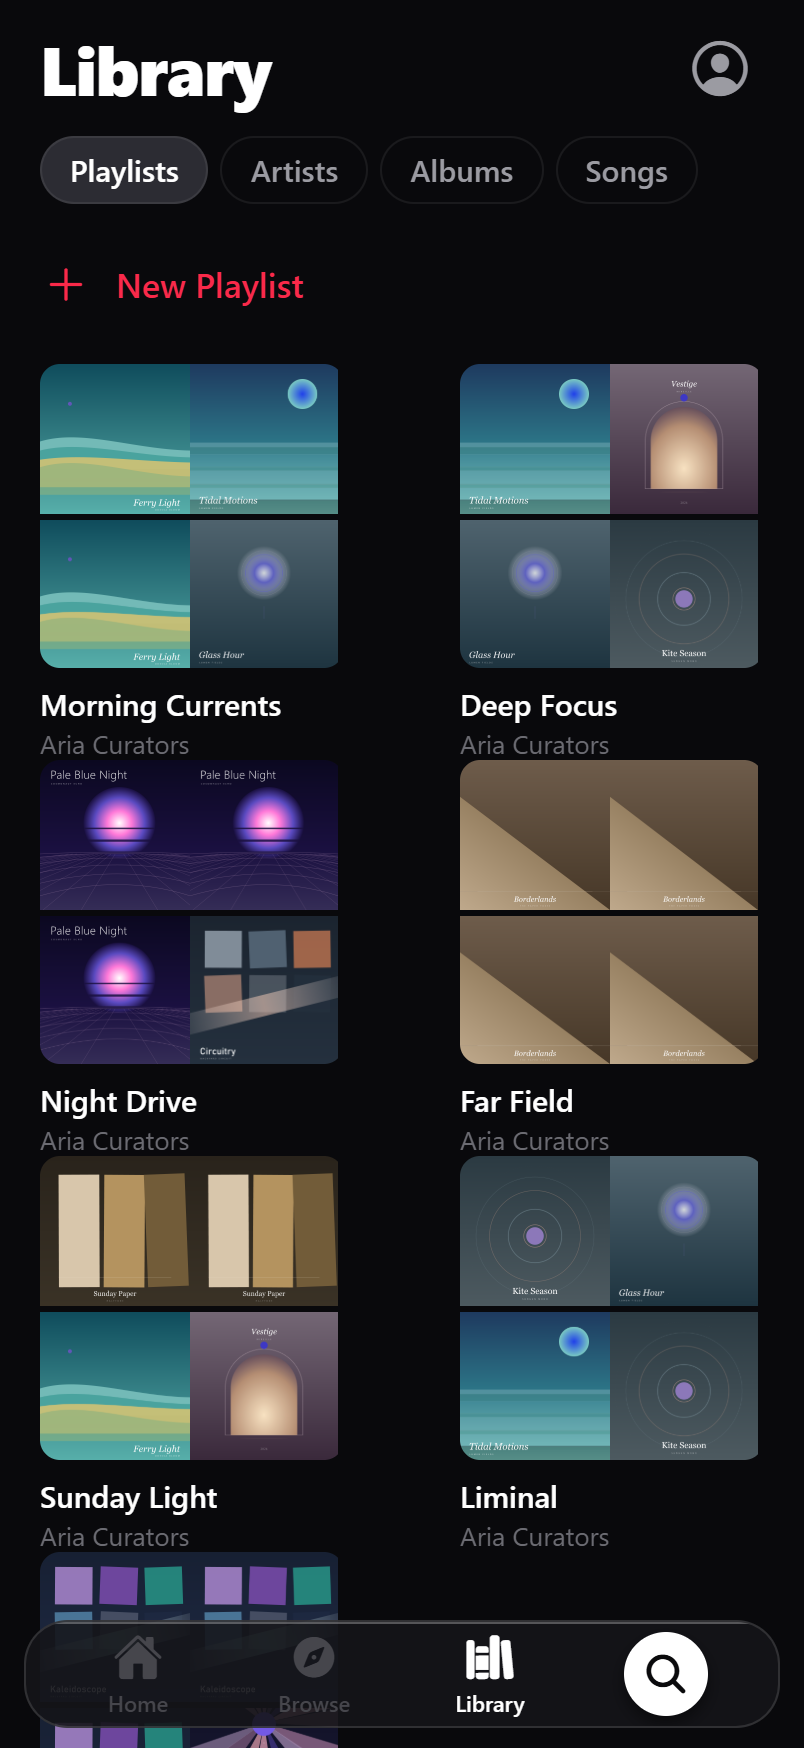 Library
Playlists
Artists
Albums
Songs
New Playlist
Ferry Light
Tidal Motions
Ferry Light
Glass Hour
Morning Currents
Aria Curators
Tidal Motions
Vestige
Glass Hour
Kite Season
Deep Focus
Aria Curators
Pale Blue Night
Pale Blue Night
Pale Blue Night
Circuitry
Night Drive
Aria Curators
Borderlands
Borderlands
Borderlands
Borderlands
Far Field
Aria Curators
Sunday Paper
Sunday Paper
Ferry Light
Vestige
Sunday Light
Aria Curators
Kite Season
Glass Hour
Tidal Motions
Kite Season
Liminal
Aria Curators
Kaleidoscope
Kaleidoscope
Home
Browse
Library